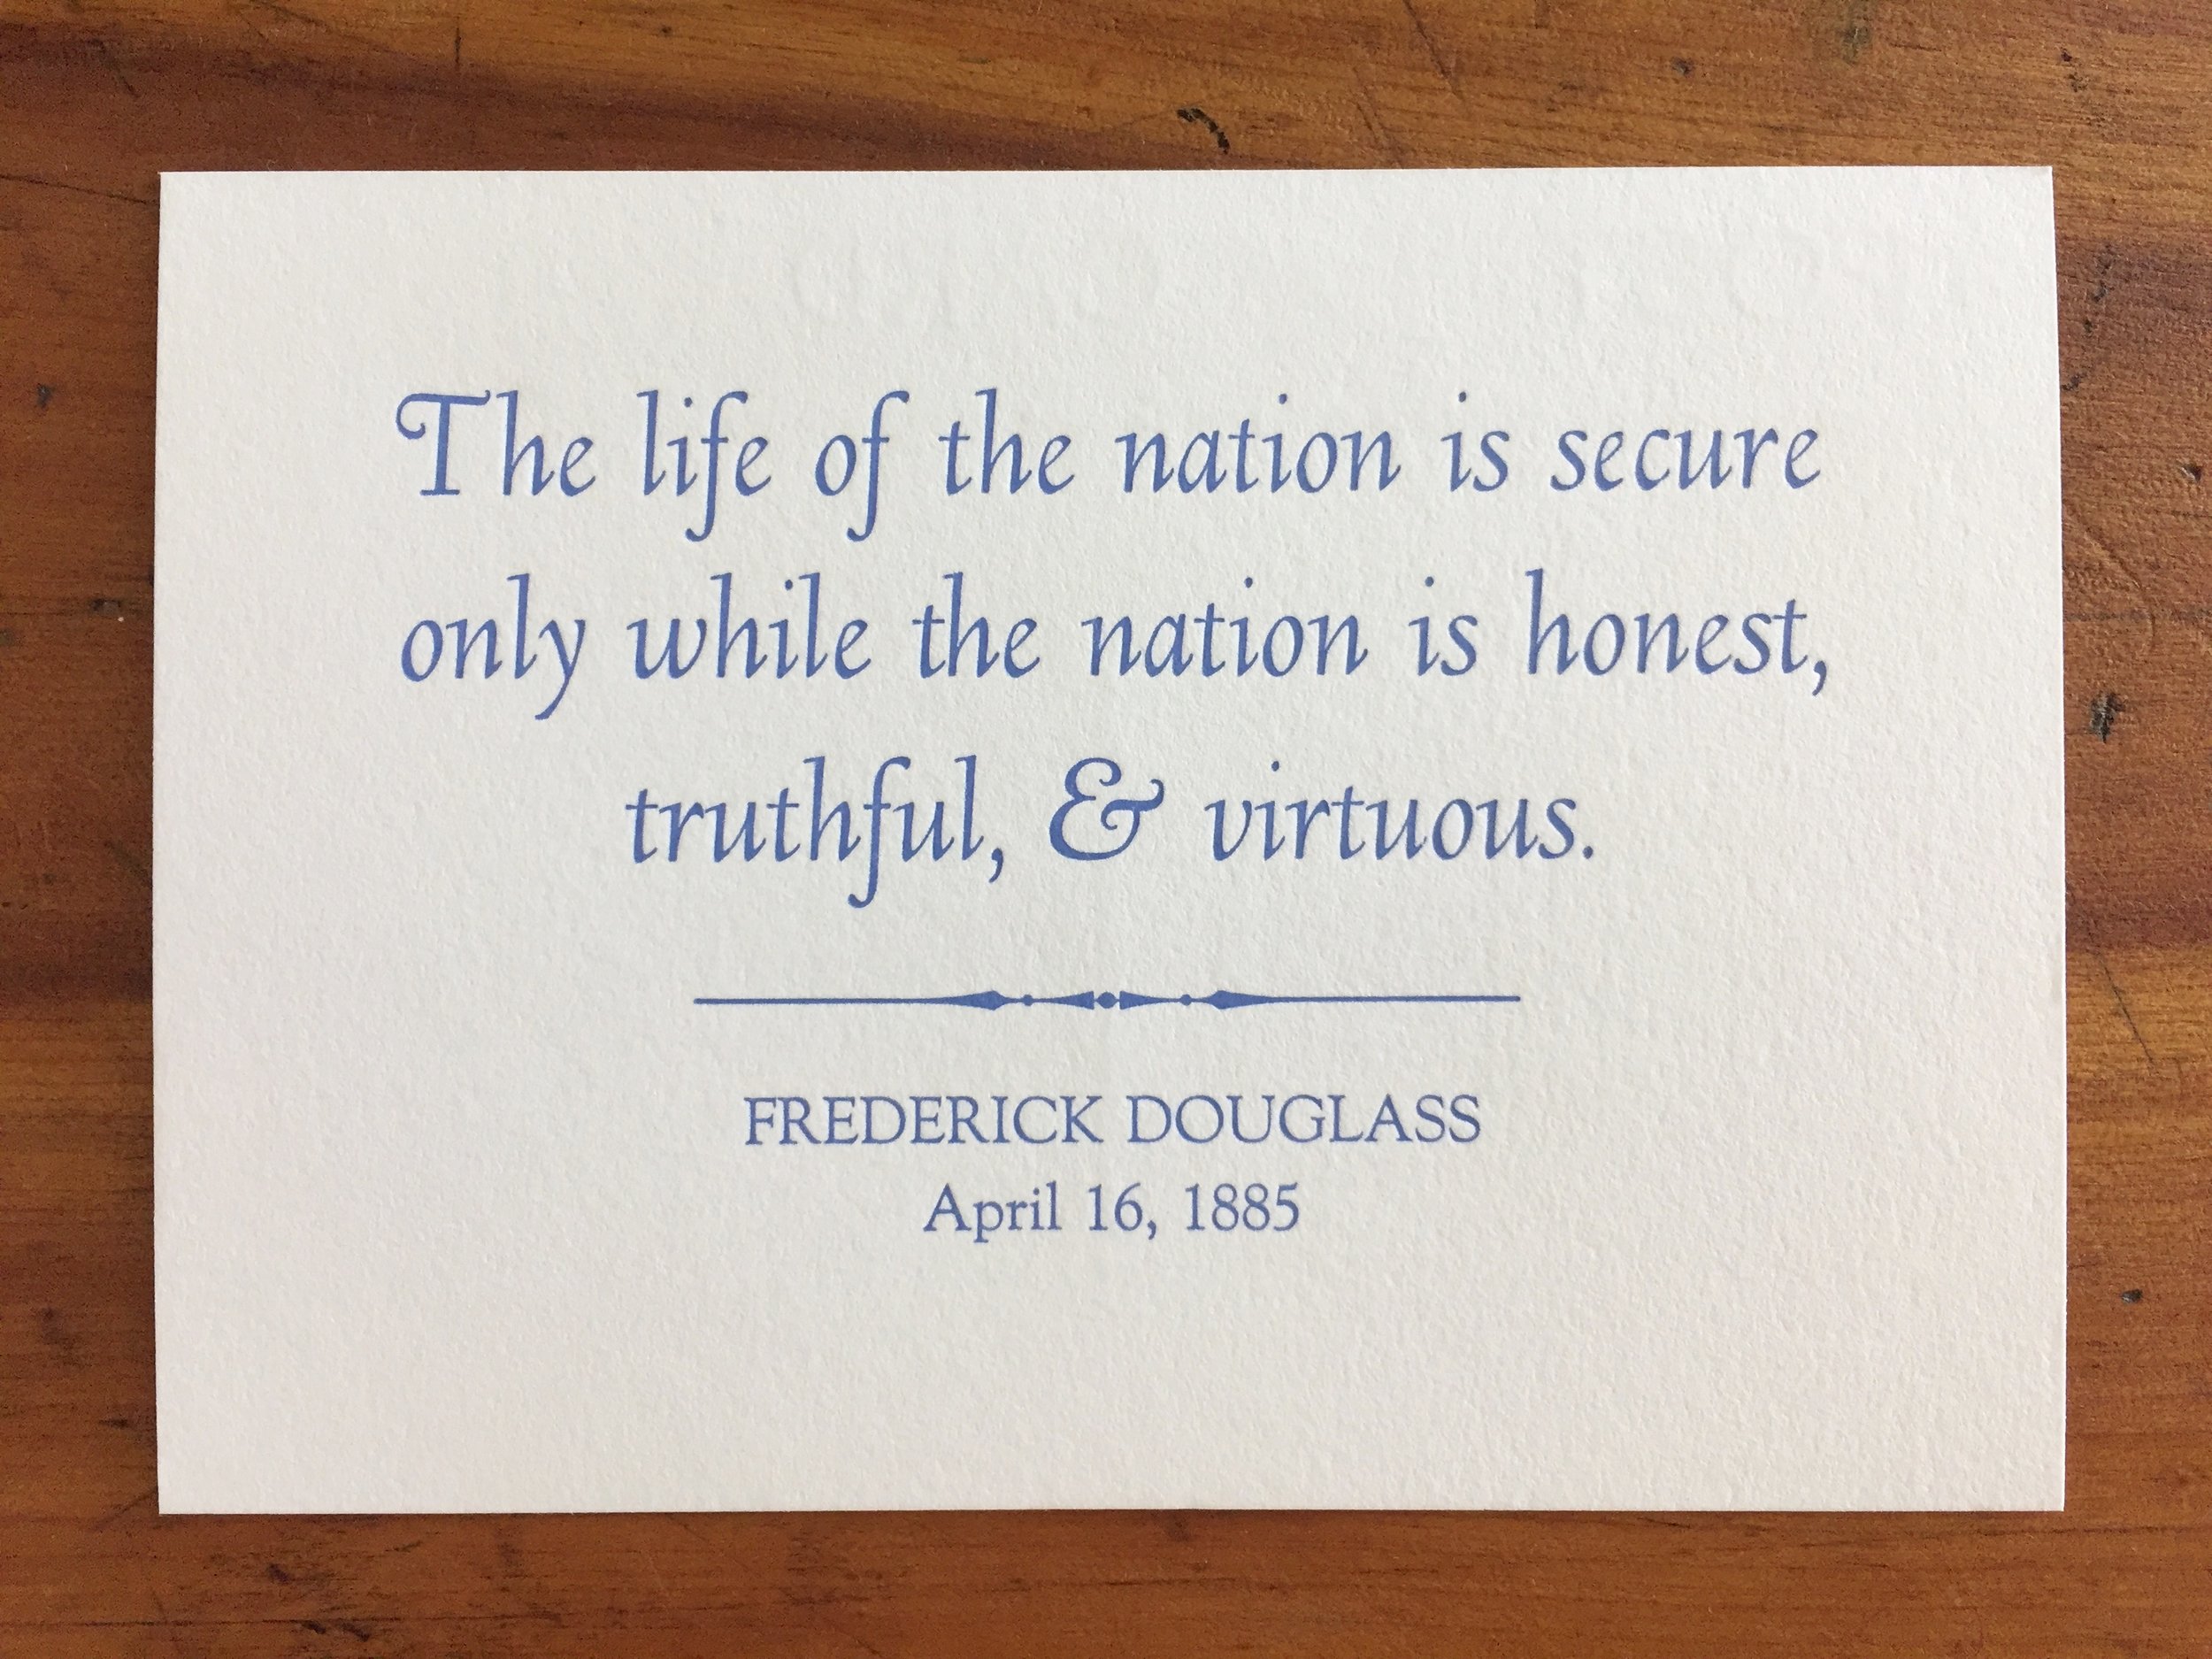 The life of the nation is secure
only while the nation is honest,
truthful, & virtuous.
FREDERICK DOUGLASS
April 16, 1885